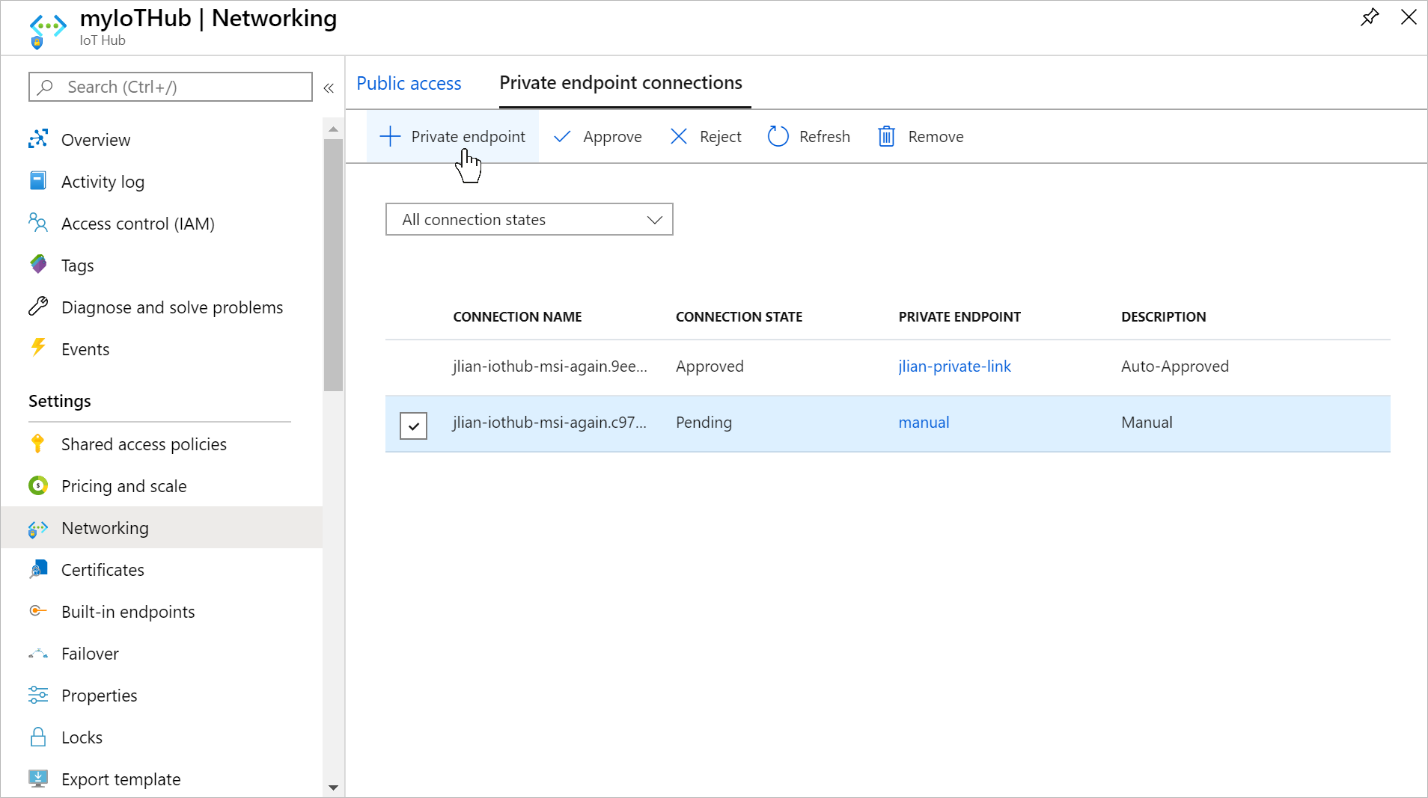 myIoTHub | Networking
IoT Hub
Search (Ctrl+/)
«
Overview
Activity log
Access control (IAM)
Tags
Diagnose and solve problems
Events
Settings
Shared access policies
Pricing and scale
Networking
Certificates
Built-in endpoints
Failover
Properties
Locks
Export template
Public access Private endpoint connections
Private endpoint Approve Reject Refresh Remove
All connection states
CONNECTION NAME CONNECTION STATE PRIVATE ENDPOINT DESCRIPTION
jlian-iothub-msi-again.9ee... Approved jlian-private-link Auto-Approved
jlian-iothub-msi-again.c97... Pending manual Manual